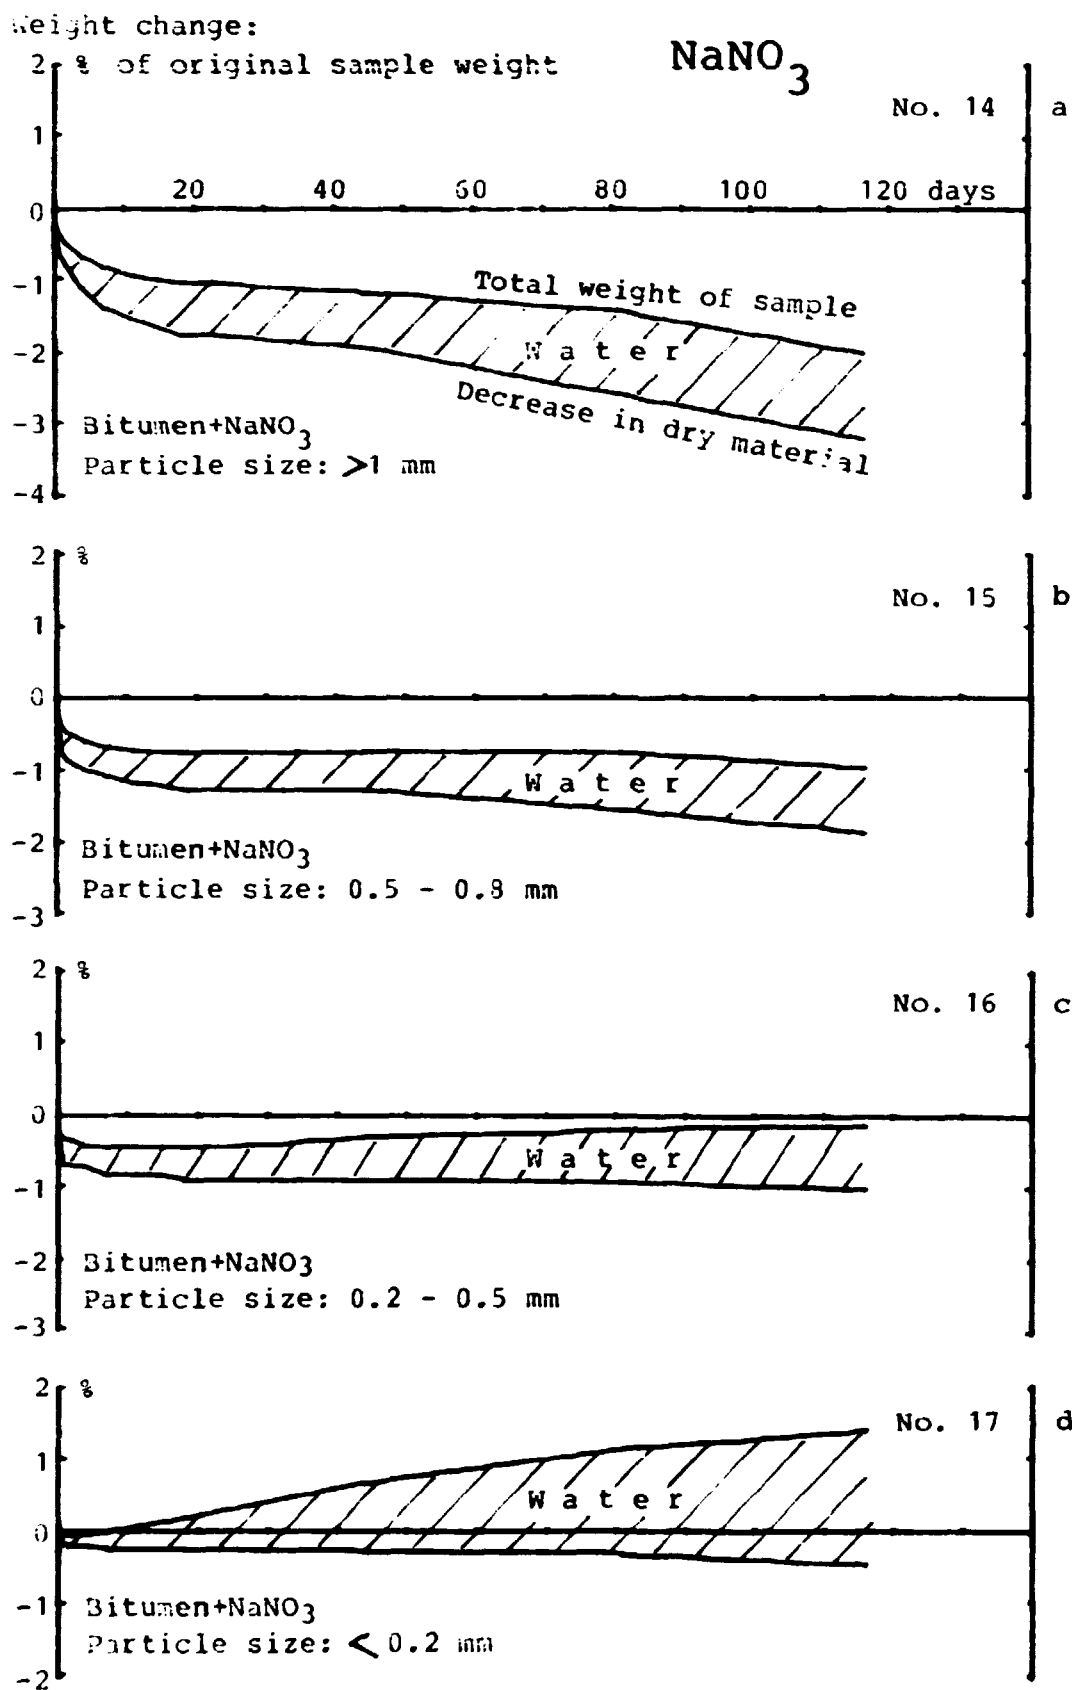 Weight change:
2 % of original sample weight
NaNO3
No. 14
a
1
20 40 60 80 100 120 days
0
-1
Total weight of sample
Water
-2
Decrease in dry material
-3
Bitumen+NaNO3
Particle size: >1 mm
-4
2 %
No. 15
b
1
0
-1
Water
-2
Bitumen+NaNO3
Particle size: 0.5 - 0.8 mm
-3
2 %
No. 16
c
1
0
Water
-1
-2
Bitumen+NaNO3
Particle size: 0.2 - 0.5 mm
-3
2 %
No. 17
d
1
Water
0
-1
Bitumen+NaNO3
Particle size: < 0.2 mm
-2